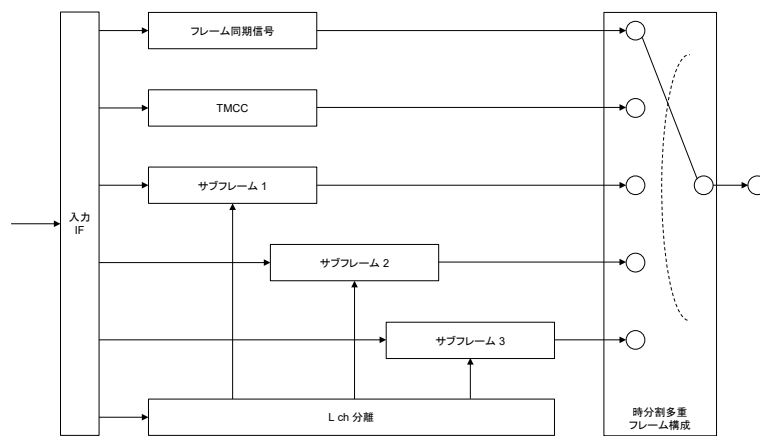 フレーム同期信号
TMCC
サブフレーム 1
入力
IF
サブフレーム 2
サブフレーム 3
L ch 分離
時分割多重
フレーム構成